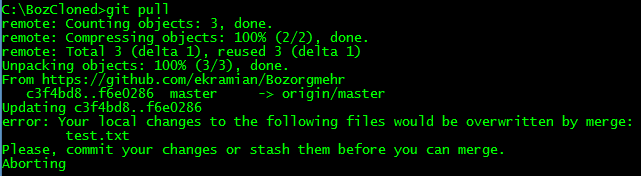 C:\BozCloned>git pull
remote: Counting objects: 3, done.
remote: Compressing objects: 100% (2/2), done.
remote: Total 3 (delta 1), reused 3 (delta 1)
Unpacking objects: 100% (3/3), done.
From https://github.com/ekramian/Bozorgmehr
   c3f4bd8..f6e0286  master     -> origin/master
Updating c3f4bd8..f6e0286
error: Your local changes to the following files would be overwritten by merge:
        test.txt
Please, commit your changes or stash them before you can merge.
Aborting